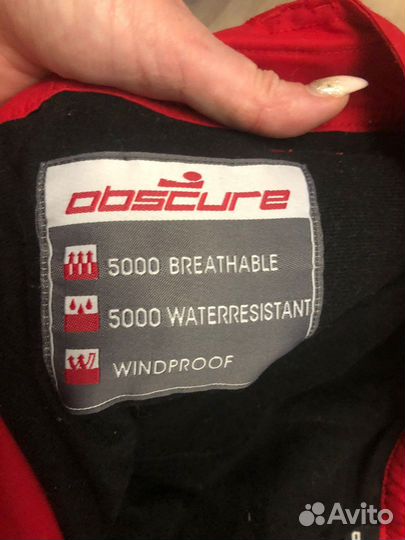 obscure
5000 BREATHABLE
5000 WATERRESISTANT
WINDPROOF
Avito